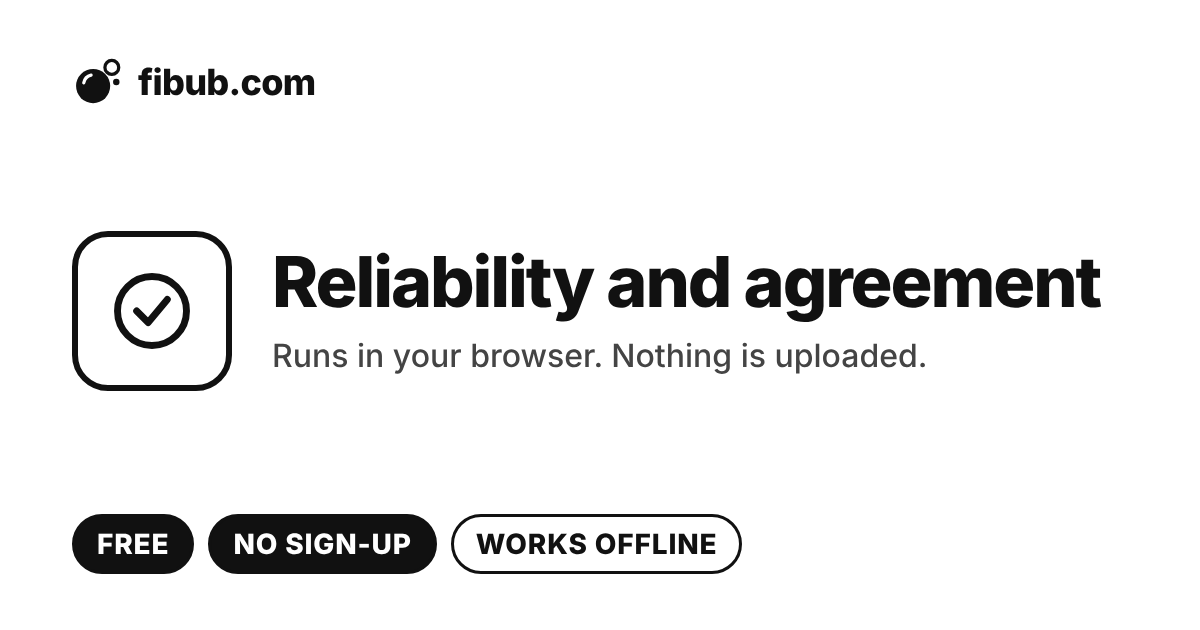 fibub.com
Reliability and agreement
Runs in your browser. Nothing is uploaded.
FREE
NO SIGN-UP
WORKS OFFLINE